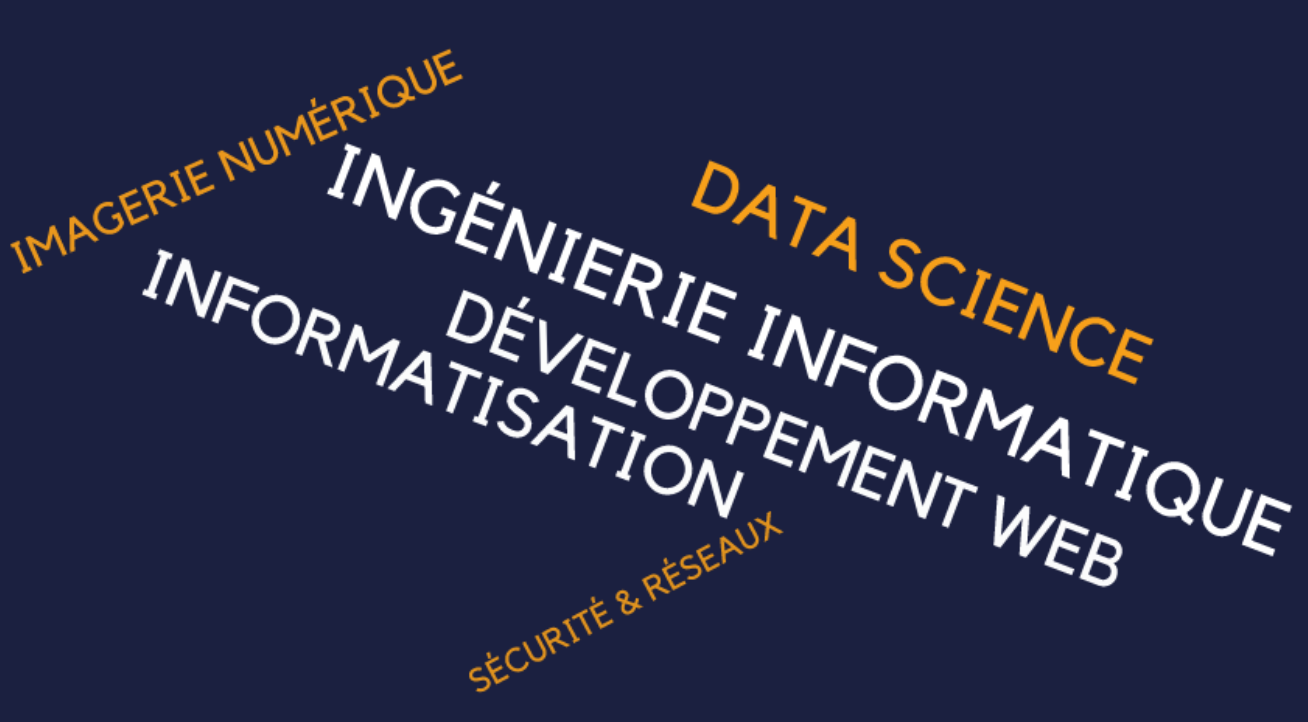 IMAGERIE NUMÉRIQUE
DATA SCIENCE
INGÉNIERIE INFORMATIQUE
DÉVELOPPEMENT WEB
INFORMATISATION
SÉCURITÉ & RÉSEAUX